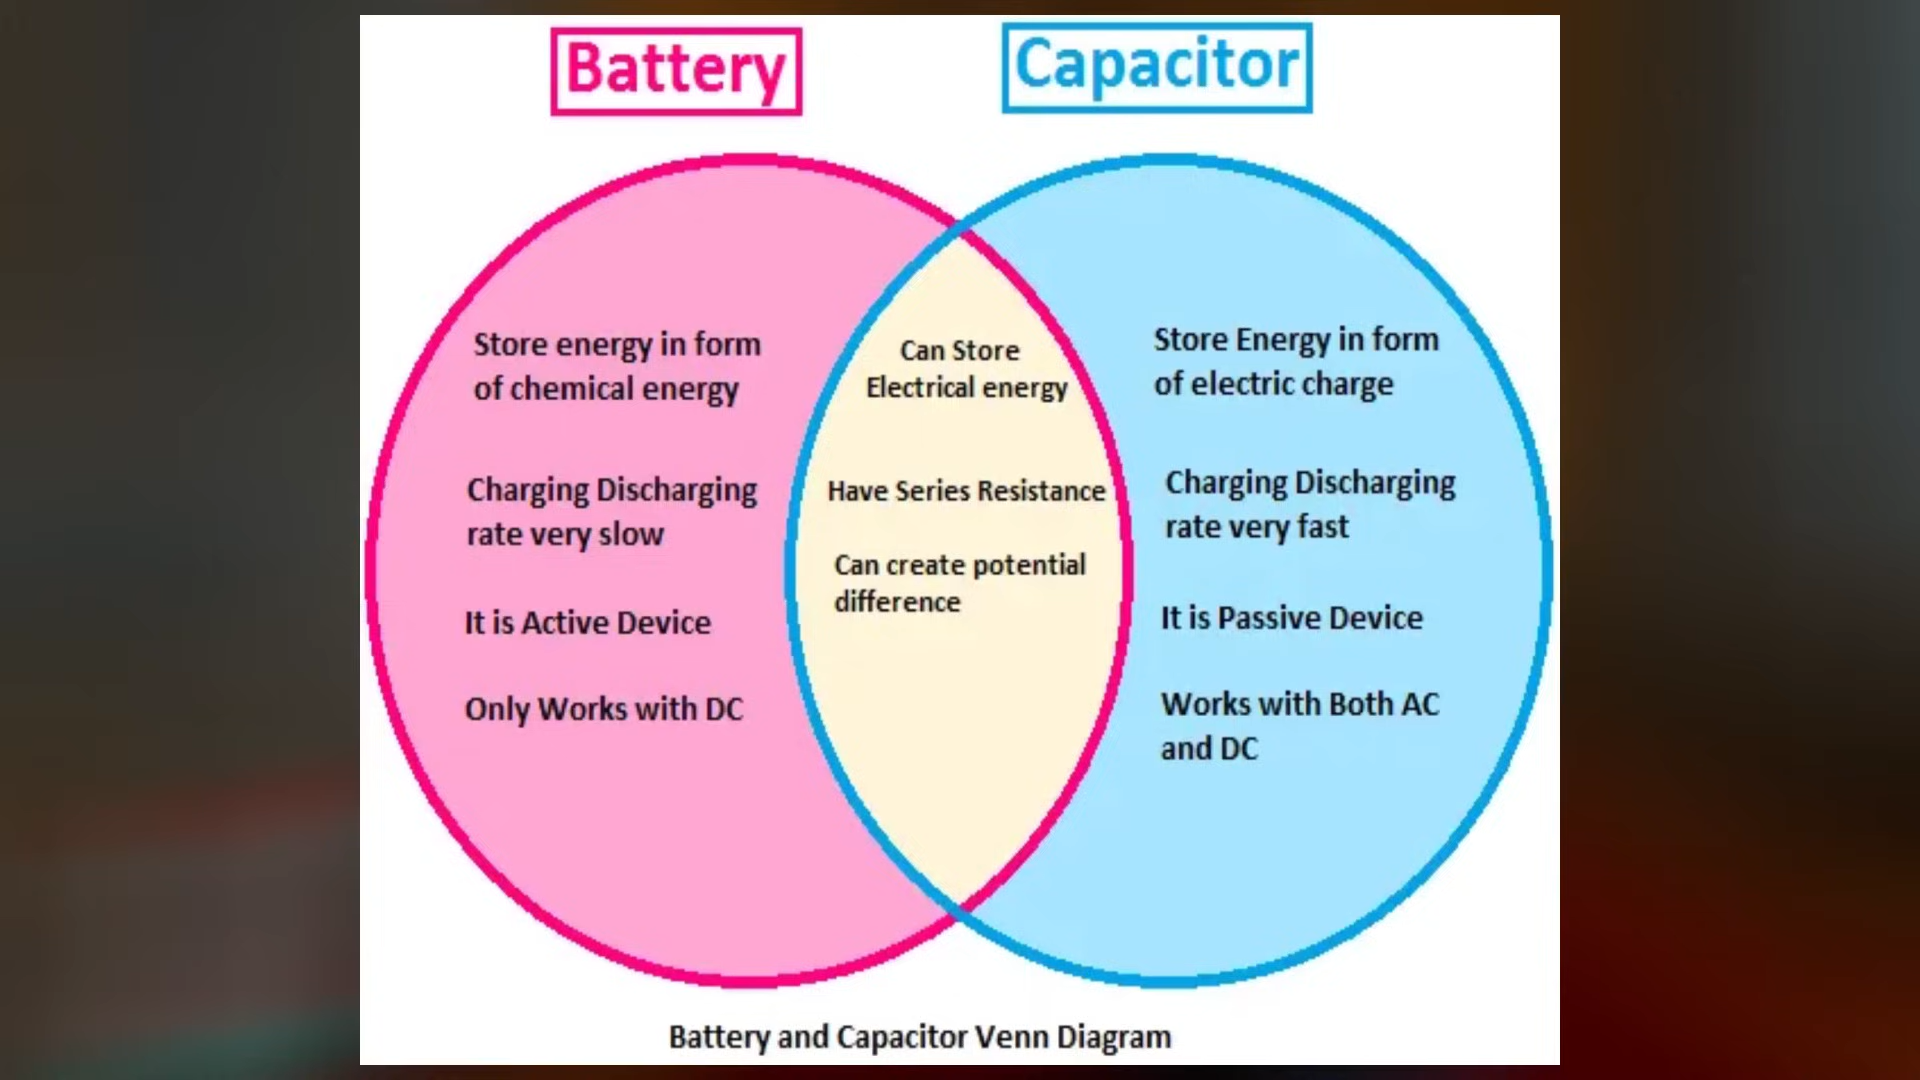 Battery
Capacitor
Store energy in form
of chemical energy
Charging Discharging
rate very slow
It is Active Device
Only Works with DC
Can Store
Electrical energy
Have Series Resistance
Can create potential
difference
Store Energy in form
of electric charge
Charging Discharging
rate very fast
It is Passive Device
Works with Both AC
and DC
Battery and Capacitor Venn Diagram